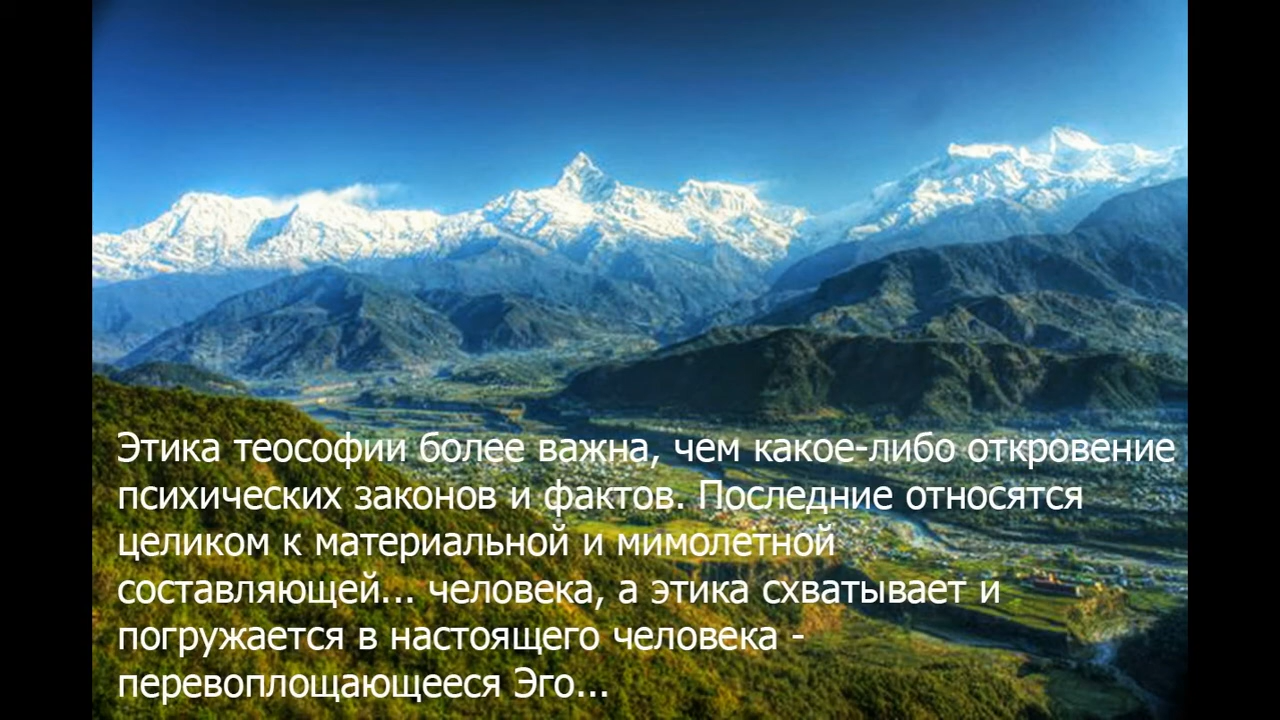 Этика теософии более важна, чем какое-либо откровение
психических законов и фактов. Последние относятся
целиком к материальной и мимолетной
составляющей... человека, а этика схватывает и
погружается в настоящего человека -
перевоплощающееся Эго...